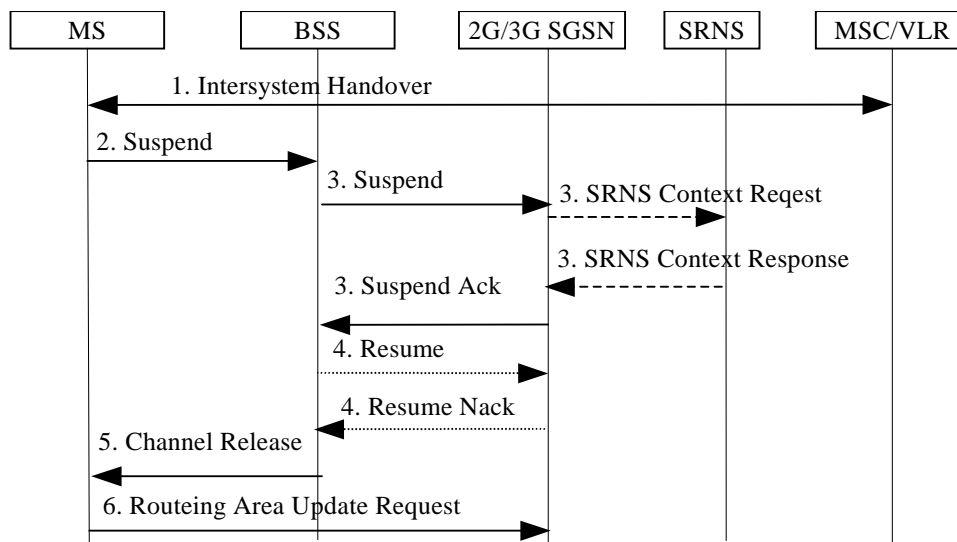 MS
BSS
2G/3G SGSN
SRNS
MSC/VLR
1. Intersystem Handover
2. Suspend
3. Suspend
3. SRNS Context Reqest
3. SRNS Context Response
3. Suspend Ack
4. Resume
4. Resume Nack
5. Channel Release
6. Routeing Area Update Request